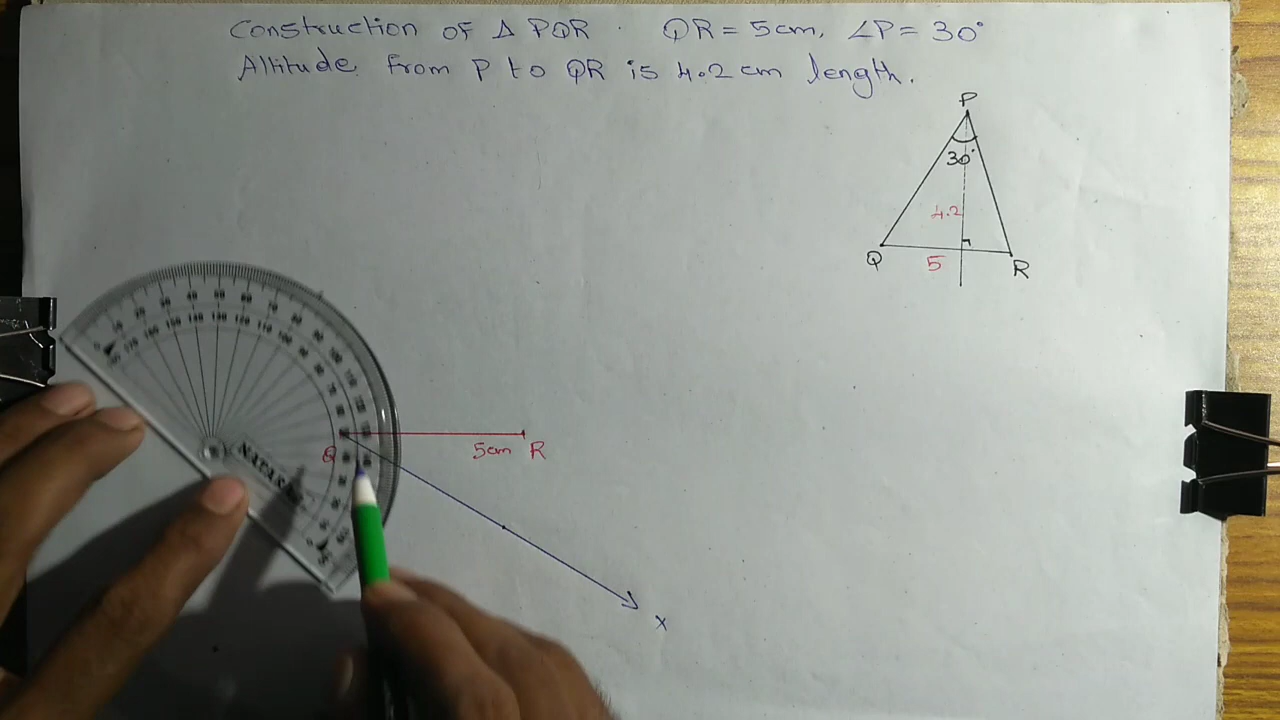 Construction of Δ PQR . QR = 5cm, ∠P = 30°
Altitude from P to QR is 4.2 cm length.
P
30°
4.2
Q 5 R
Q 5cm R
X